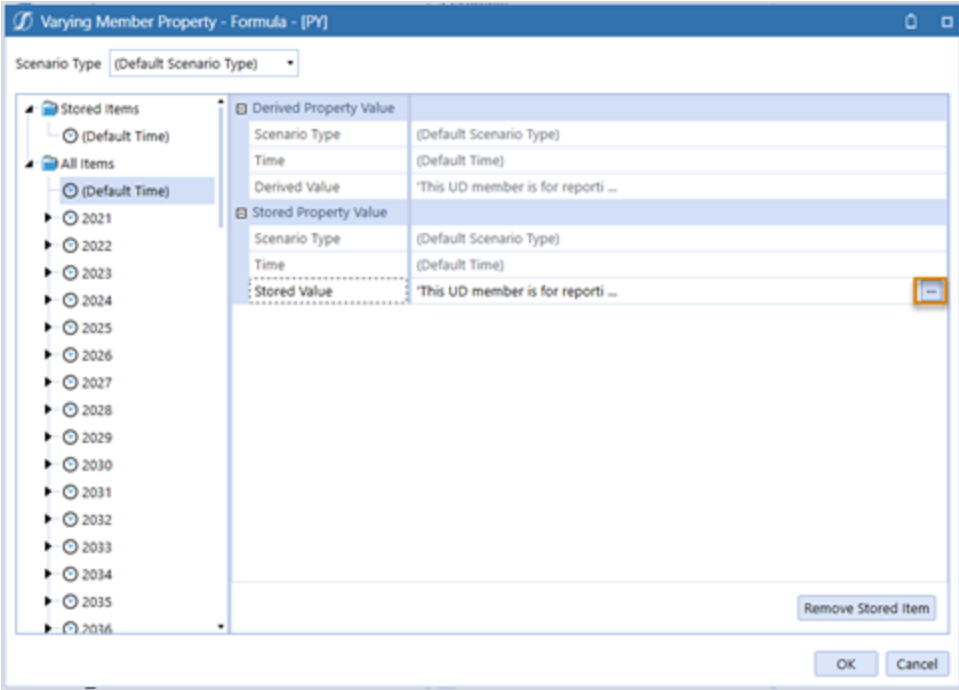 Varying Member Property - Formula - [PY]
Scenario Type (Default Scenario Type)
Stored Items
(Default Time)
All Items
(Default Time)
2021
2022
2023
2024
2025
2026
2027
2028
2029
2030
2031
2032
2033
2034
2035
2036
Derived Property Value
Scenario Type (Default Scenario Type)
Time (Default Time)
Derived Value 'This UD member is for reporti ...
Stored Property Value
Scenario Type (Default Scenario Type)
Time (Default Time)
Stored Value 'This UD member is for reporti ... ...
Remove Stored Item
OK Cancel